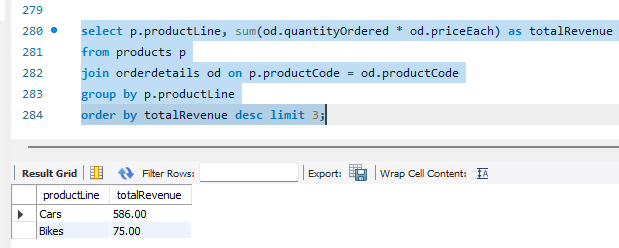 279
280 select p.productLine, sum(od.quantityOrdered * od.priceEach) as totalRevenue
281 from products p
282 join orderdetails od on p.productCode = od.productCode
283 group by p.productLine
284 order by totalRevenue desc limit 3;
Result Grid Filter Rows: Export: Wrap Cell Content: IA
productLine totalRevenue
Cars 586.00
Bikes 75.00